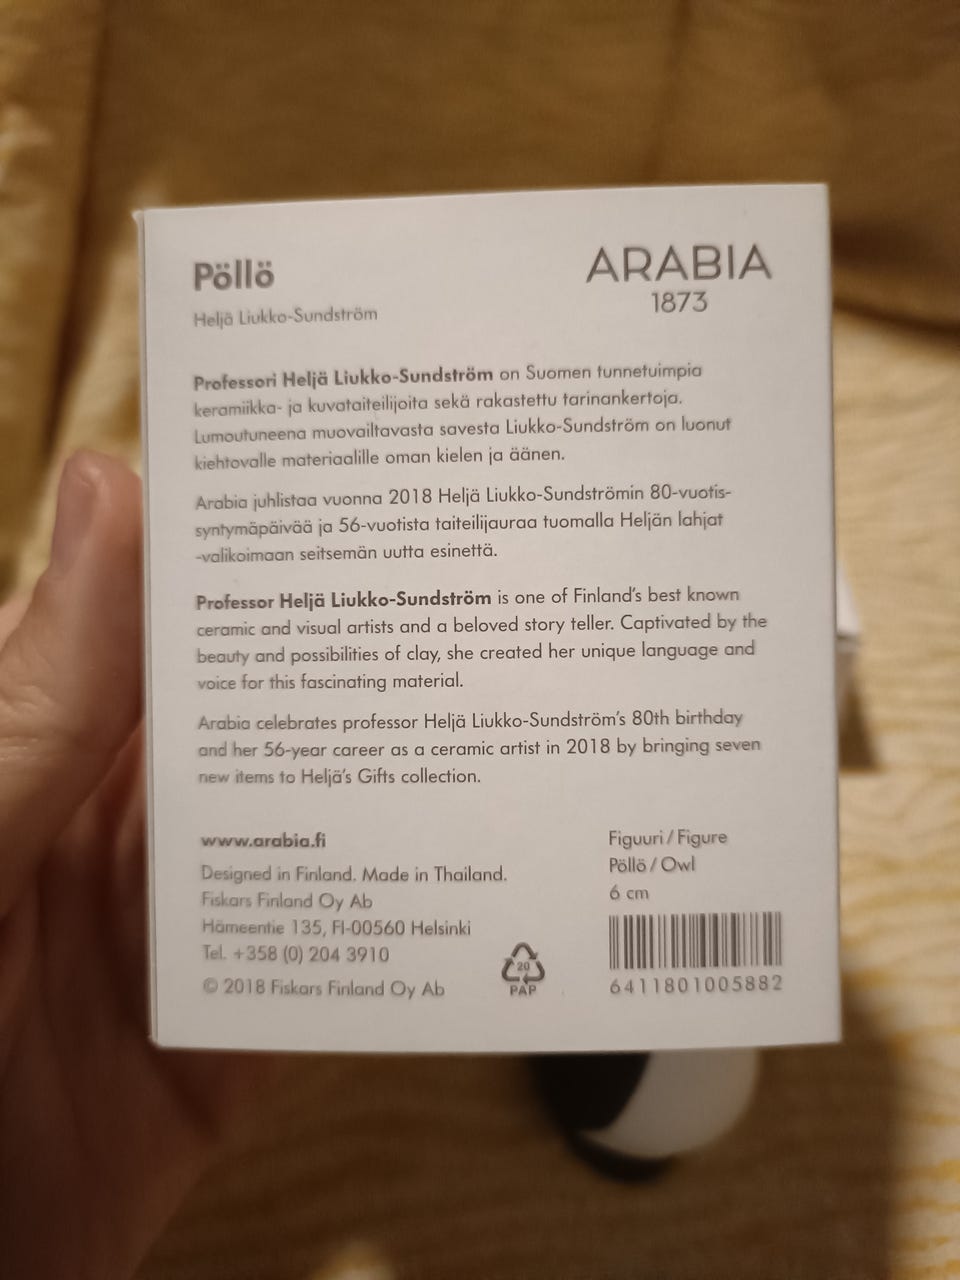 Pöllö
Heljä Liukko-Sundström
ARABIA
1873
Professori Heljä Liukko-Sundström on Suomen tunnetuimpia
keramiikka- ja kuvataiteilijoita sekä rakastettu tarinankertoja.
Lumoutuneena muovailtavasta savesta Liukko-Sundström on luonut
kiehtovalle materiaalille oman kielen ja äänen.
Arabia juhlistaa vuonna 2018 Heljä Liukko-Sundströmin 80-vuotis-
syntymäpäivää ja 56-vuotista taiteilijauraa tuomalla Heljän lahjat
-valikoimaan seitsemän uutta esinettä.
Professor Heljä Liukko-Sundström is one of Finland's best known
ceramic and visual artists and a beloved story teller. Captivated by the
beauty and possibilities of clay, she created her unique language and
voice for this fascinating material.
Arabia celebrates professor Heljä Liukko-Sundström's 80th birthday
and her 56-year career as a ceramic artist in 2018 by bringing seven
new items to Heljä's Gifts collection.
www.arabia.fi
Designed in Finland. Made in Thailand.
Fiskars Finland Oy Ab
Hämeentie 135, FI-00560 Helsinki
Tel. +358 (0) 204 3910
© 2018 Fiskars Finland Oy Ab
20
PAP
Figuuri / Figure
Pöllö / Owl
6 cm
6411801005882